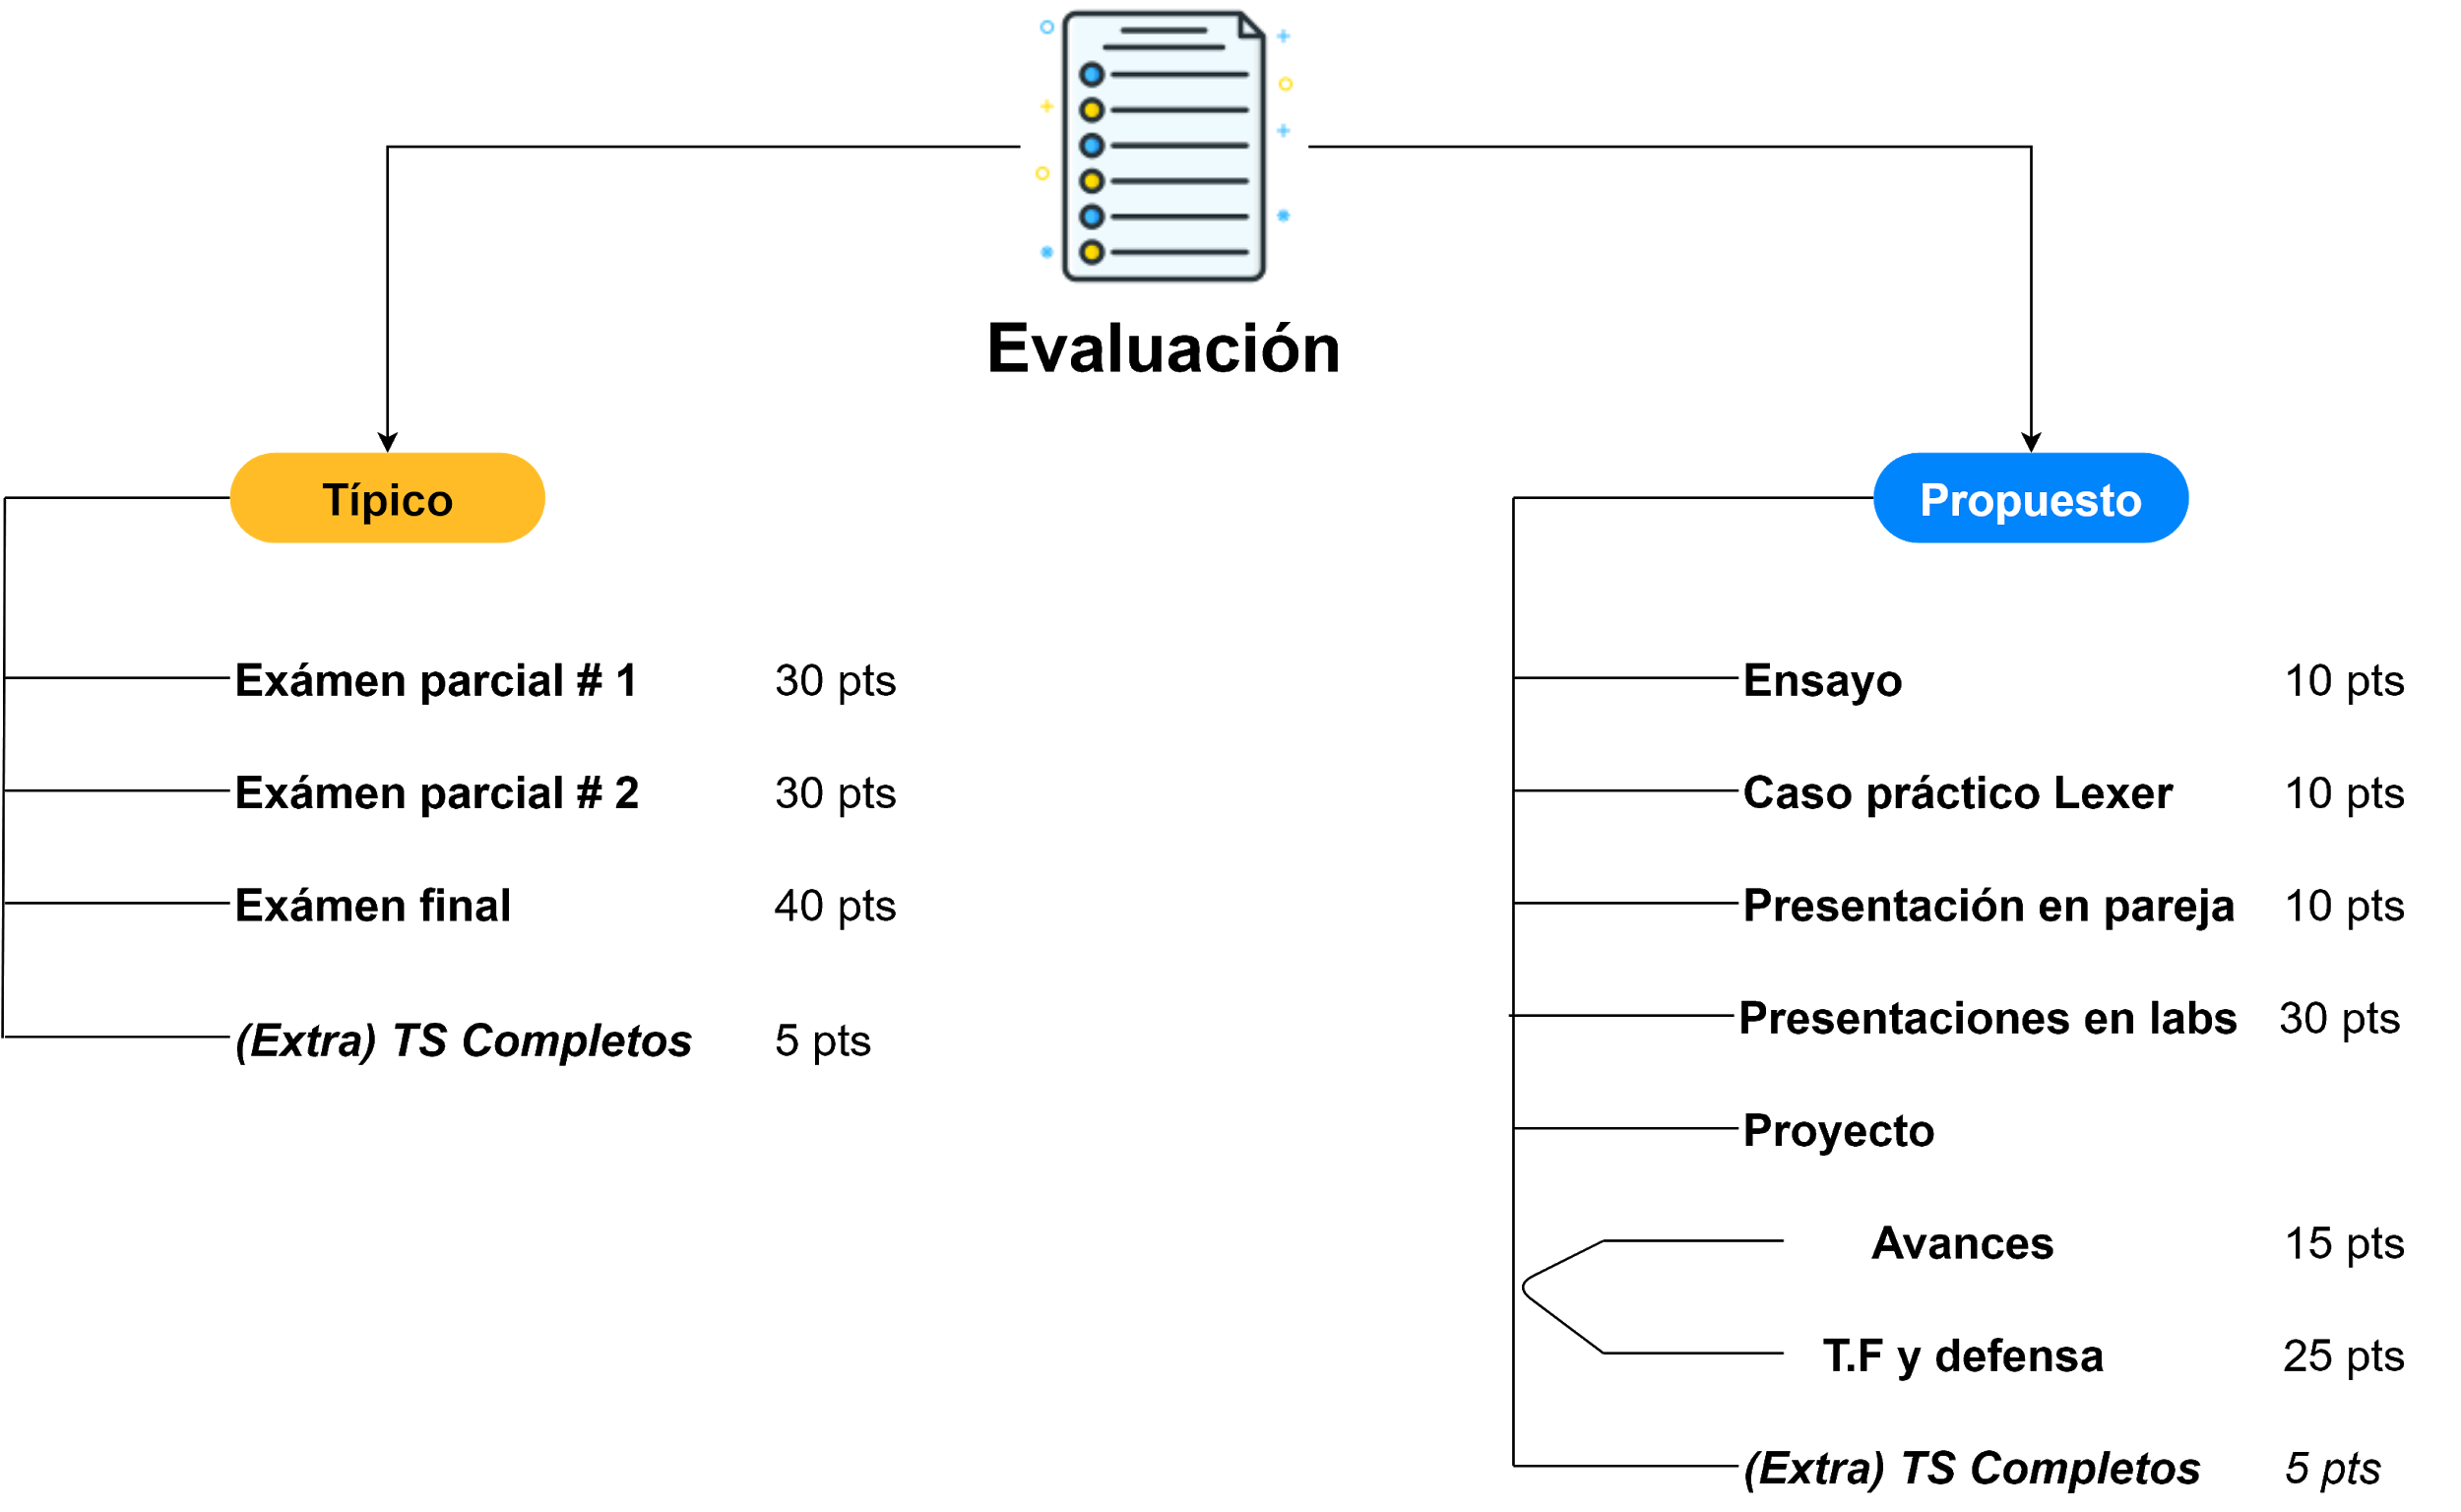 Evaluación
Típico
Exámen parcial # 1 30 pts
Exámen parcial # 2 30 pts
Exámen final 40 pts
(Extra) TS Completos 5 pts
Propuesto
Ensayo 10 pts
Caso práctico Lexer 10 pts
Presentación en pareja 10 pts
Presentaciones en labs 30 pts
Proyecto
Avances 15 pts
T.F y defensa 25 pts
(Extra) TS Completos 5 pts